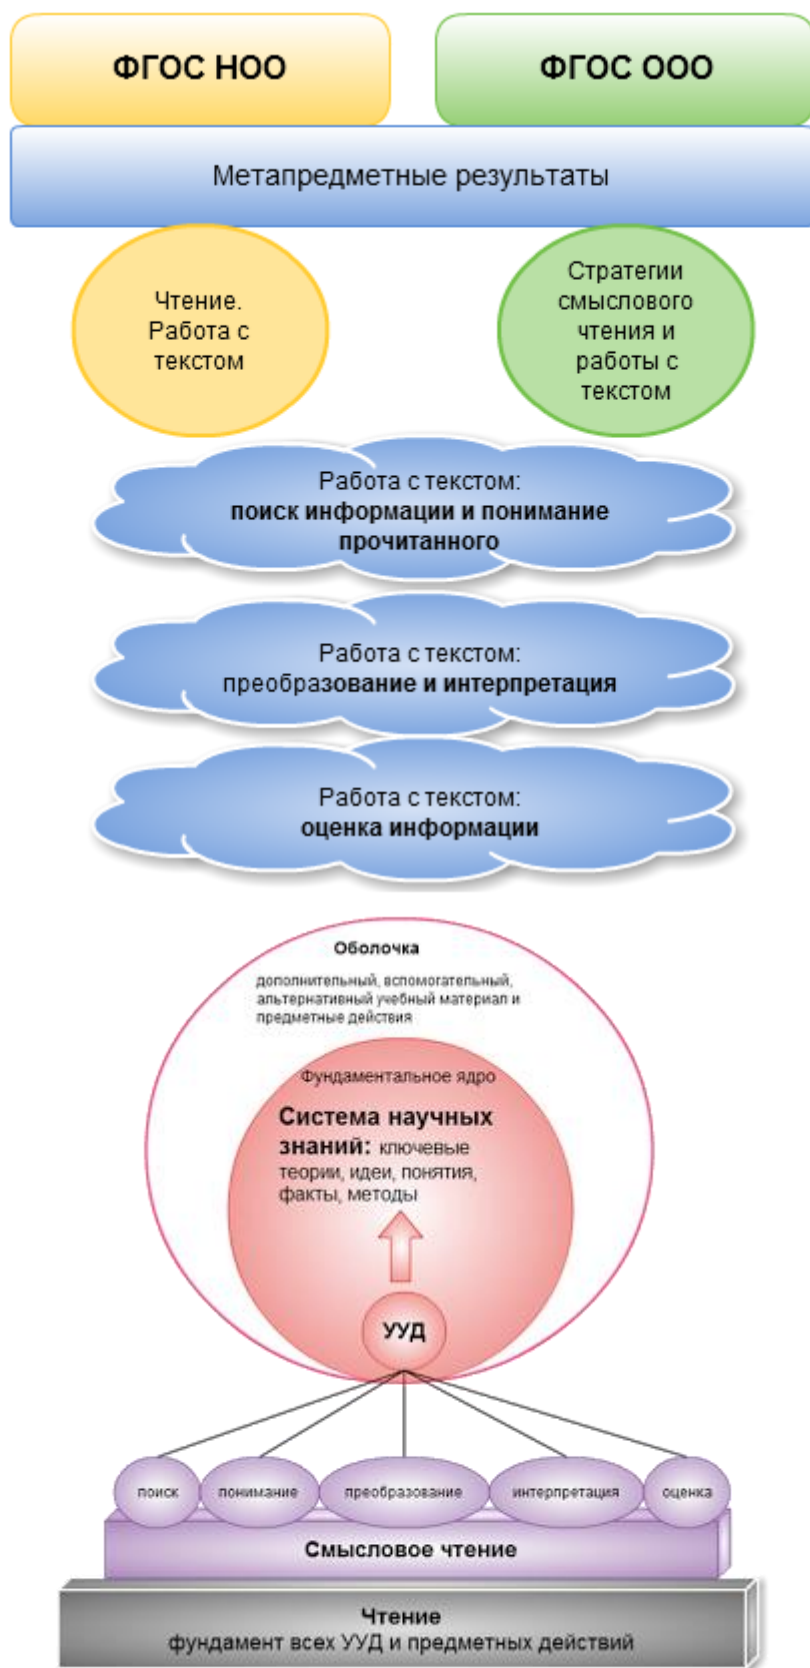 ФГОС НОО
ФГОС ООО
Метапредметные результаты
Чтение.
Работа с
текстом
Стратегии
смыслового
чтения и
работы с
текстом
Работа с текстом:
поиск информации и понимание
прочитанного
Работа с текстом:
преобразование и интерпретация
Работа с текстом:
оценка информации
Оболочка
дополнительный, вспомогательный,
альтернативный учебный материал и
предметные действия
Фундаментальное ядро
Система научных
знаний: ключевые
теории, идеи, понятия,
факты, методы
УУД
поиск
понимание
преобразование
интерпретация
оценка
Смысловое чтение
Чтение
фундамент всех УУД и предметных действий